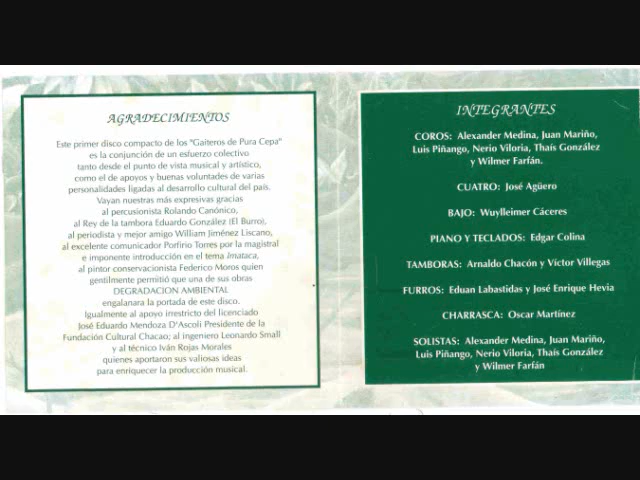 AGRADECIMIENTOS
Este primer disco compacto de los "Gaiteros de Pura Cepa"
es la conjunción de un esfuerzo colectivo
tanto desde el punto de vista musical y artístico,
como el de apoyos y buenas voluntades de varias
personalidades ligadas al desarrollo cultural del país.
Vayan nuestras más expresivas gracias
al percusionista Rolando Canónico,
al Rey de la tambora Eduardo González (El Burro),
al periodista y mejor amigo William Jiménez Liscano,
al excelente comunicador Porfirio Torres por la magistral
e imponente introducción en el tema Imataca,
al pintor conservacionista Federico Moros quien
gentilmente permitió que una de sus obras
DEGRADACION AMBIENTAL
engalanara la portada de este disco.
Igualmente al apoyo irrestricto del licenciado
José Eduardo Mendoza D'Ascoli Presidente de la
Fundación Cultural Chacao; al ingeniero Leonardo Small
y al técnico Iván Rojas Morales
quienes aportaron sus valiosas ideas
para enriquecer la producción musical.
INTEGRANTES
COROS: Alexander Medina, Juan Mariño,
Luis Piñango, Nerio Viloria, Thaís González
y Wilmer Farfán.
CUATRO: José Agüero
BAJO: Wuylleimer Cáceres
PIANO Y TECLADOS: Edgar Colina
TAMBORAS: Arnaldo Chacón y Víctor Villegas
FURROS: Eduan Labastidas y José Enrique Hevia
CHARRASCA: Oscar Martínez
SOLISTAS: Alexander Medina, Juan Mariño,
Luis Piñango, Nerio Viloria, Thaís González
y Wilmer Farfán